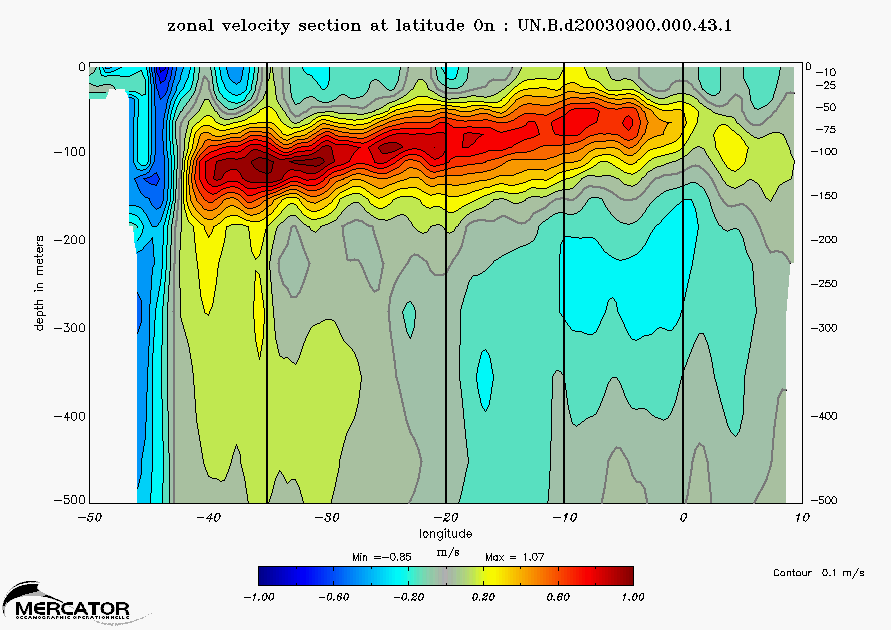 zonal velocity section at latitude 0n : UN.B.d20030900.000.43.1
0 0
−10
−25
−50
−75
−100 −100
−150
−200 −200
−250
−300 −300
−400 −400
−500 −500
depth in meters
−50 −40 −30 −20 −10 0 10
longitude
Min =−0.85 m/s Max = 1.07
Contour 0.1 m/s
−1.00 −0.60 −0.20 0.20 0.60 1.00
MERCATOR
OCEANOGRAPHIE OPERATIONNELLE